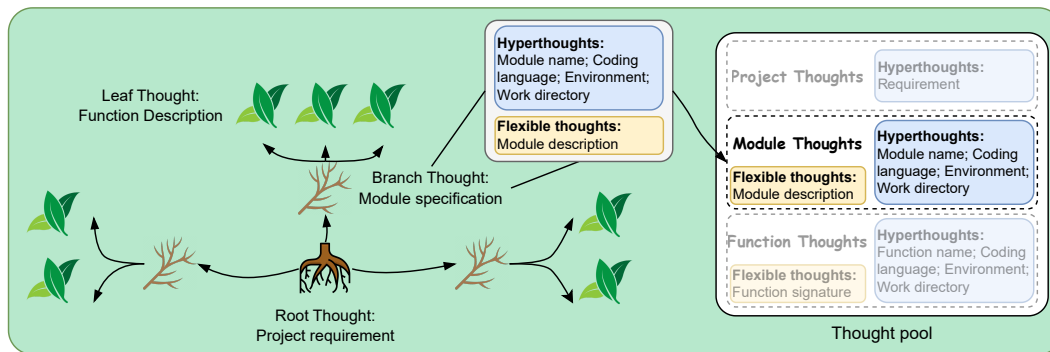 Leaf Thought:
Function Description
Branch Thought:
Module specification
Root Thought:
Project requirement
Hyperthoughts:
Module name; Coding
language; Environment;
Work directory
Flexible thoughts:
Module description
Project Thoughts
Hyperthoughts:
Requirement
Module Thoughts
Flexible thoughts:
Module description
Hyperthoughts:
Module name; Coding
language; Environment;
Work directory
Function Thoughts
Flexible thoughts:
Function signature
Hyperthoughts:
Function name; Coding
language; Environment;
Work directory
Thought pool